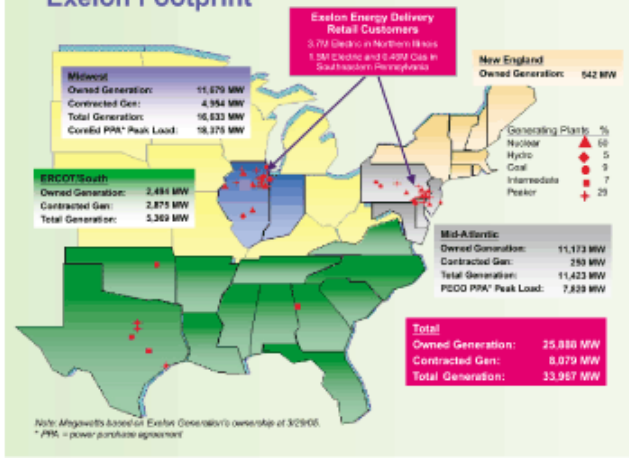 Exelon Footprint
Exelon Energy Delivery
Retail Customers
3.7M Electric in Northern Illinois
1.5M Electric and 0.46M Gas in
Southeastern Pennsylvania
New England
Owned Generation: 542 MW
Midwest
Owned Generation: 11,679 MW
Contracted Gen: 4,954 MW
Total Generation: 16,633 MW
ComEd PPA* Peak Load: 18,375 MW
Generating Plants %
Nuclear 50
Hydro 5
Coal 9
Intermediate 7
Peaker 29
ERCOT/South
Owned Generation: 2,494 MW
Contracted Gen: 2,875 MW
Total Generation: 5,369 MW
Mid-Atlantic
Owned Generation: 11,173 MW
Contracted Gen: 250 MW
Total Generation: 11,423 MW
PECO PPA* Peak Load: 7,820 MW
Total
Owned Generation: 25,888 MW
Contracted Gen: 8,079 MW
Total Generation: 33,967 MW
Note: Megawatts based on Exelon Generation's ownership at
* PPA = power purchase agreement